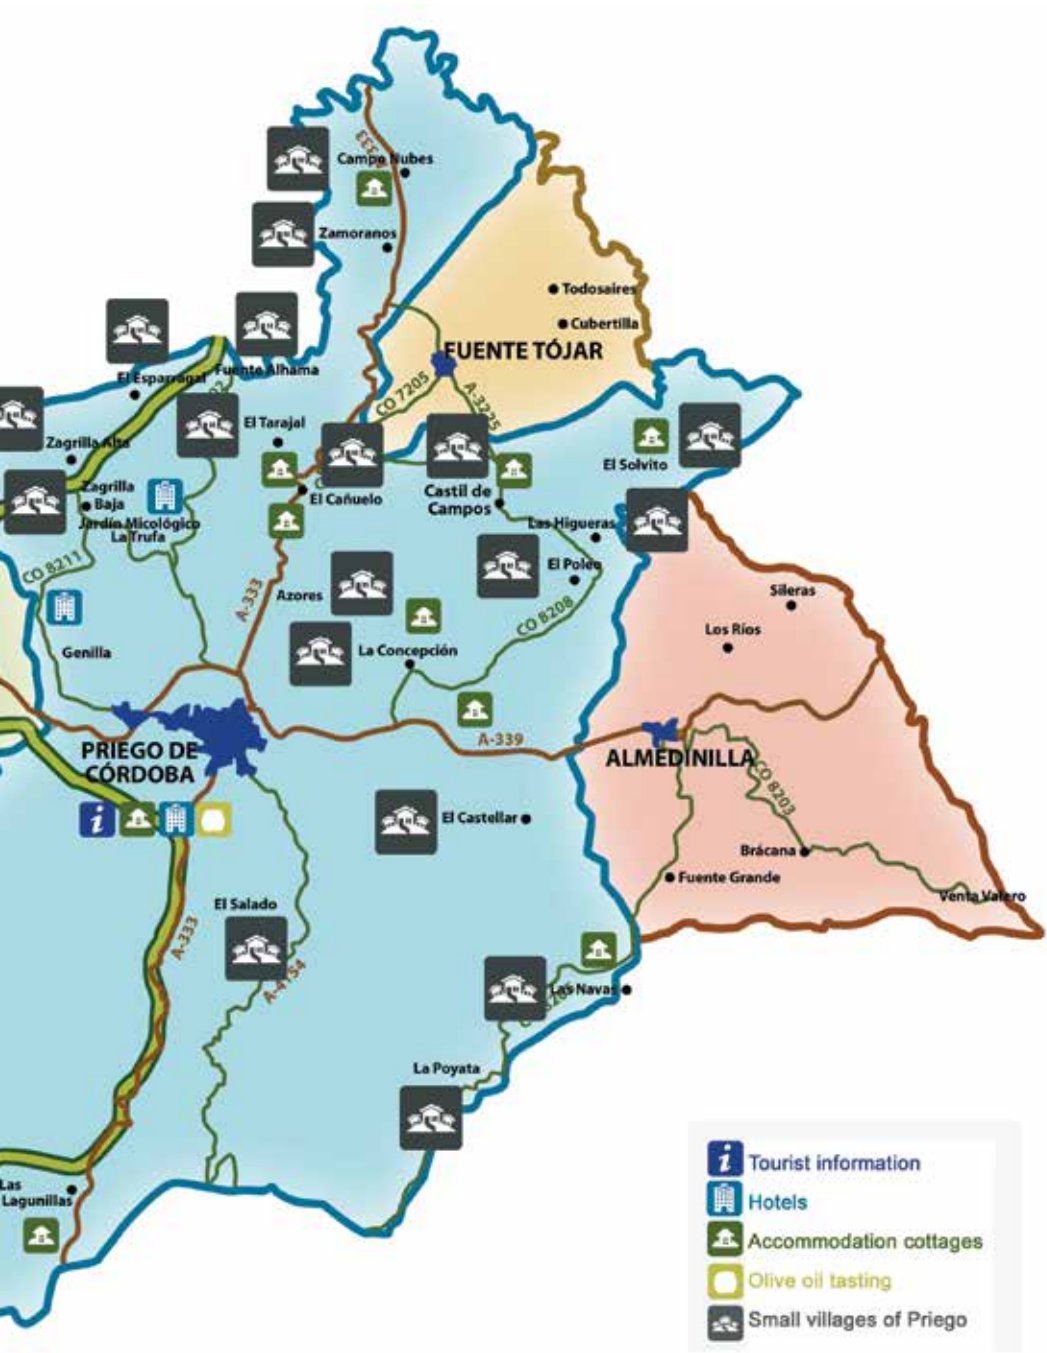 A-333
Campo Nubes
Zamoranos
Todosaires
Cubertilla
FUENTE TÓJAR
El Esparragal
Fuente Alhama
CO 7205
A-3225
El Tarajal
Zagrilla Alta
El Solvito
Zagrilla
Baja
El Cañuelo
Castil de
Campos
Jardín Micológico
La Trufa
Las Higueras
CO 8211
El Poleo
A-333
Azores
Sileras
CO 8208
Los Ríos
Genilla
La Concepción
A-339
PRIEGO DE
CÓRDOBA
ALMEDINILLA
CO 8203
El Castellar
Brácana
Fuente Grande
Venta Valero
El Salado
A-333
A-4154
Las Navas
La Poyata
Las
Lagunillas
Tourist information
Hotels
Accommodation cottages
Olive oil tasting
Small villages of Priego